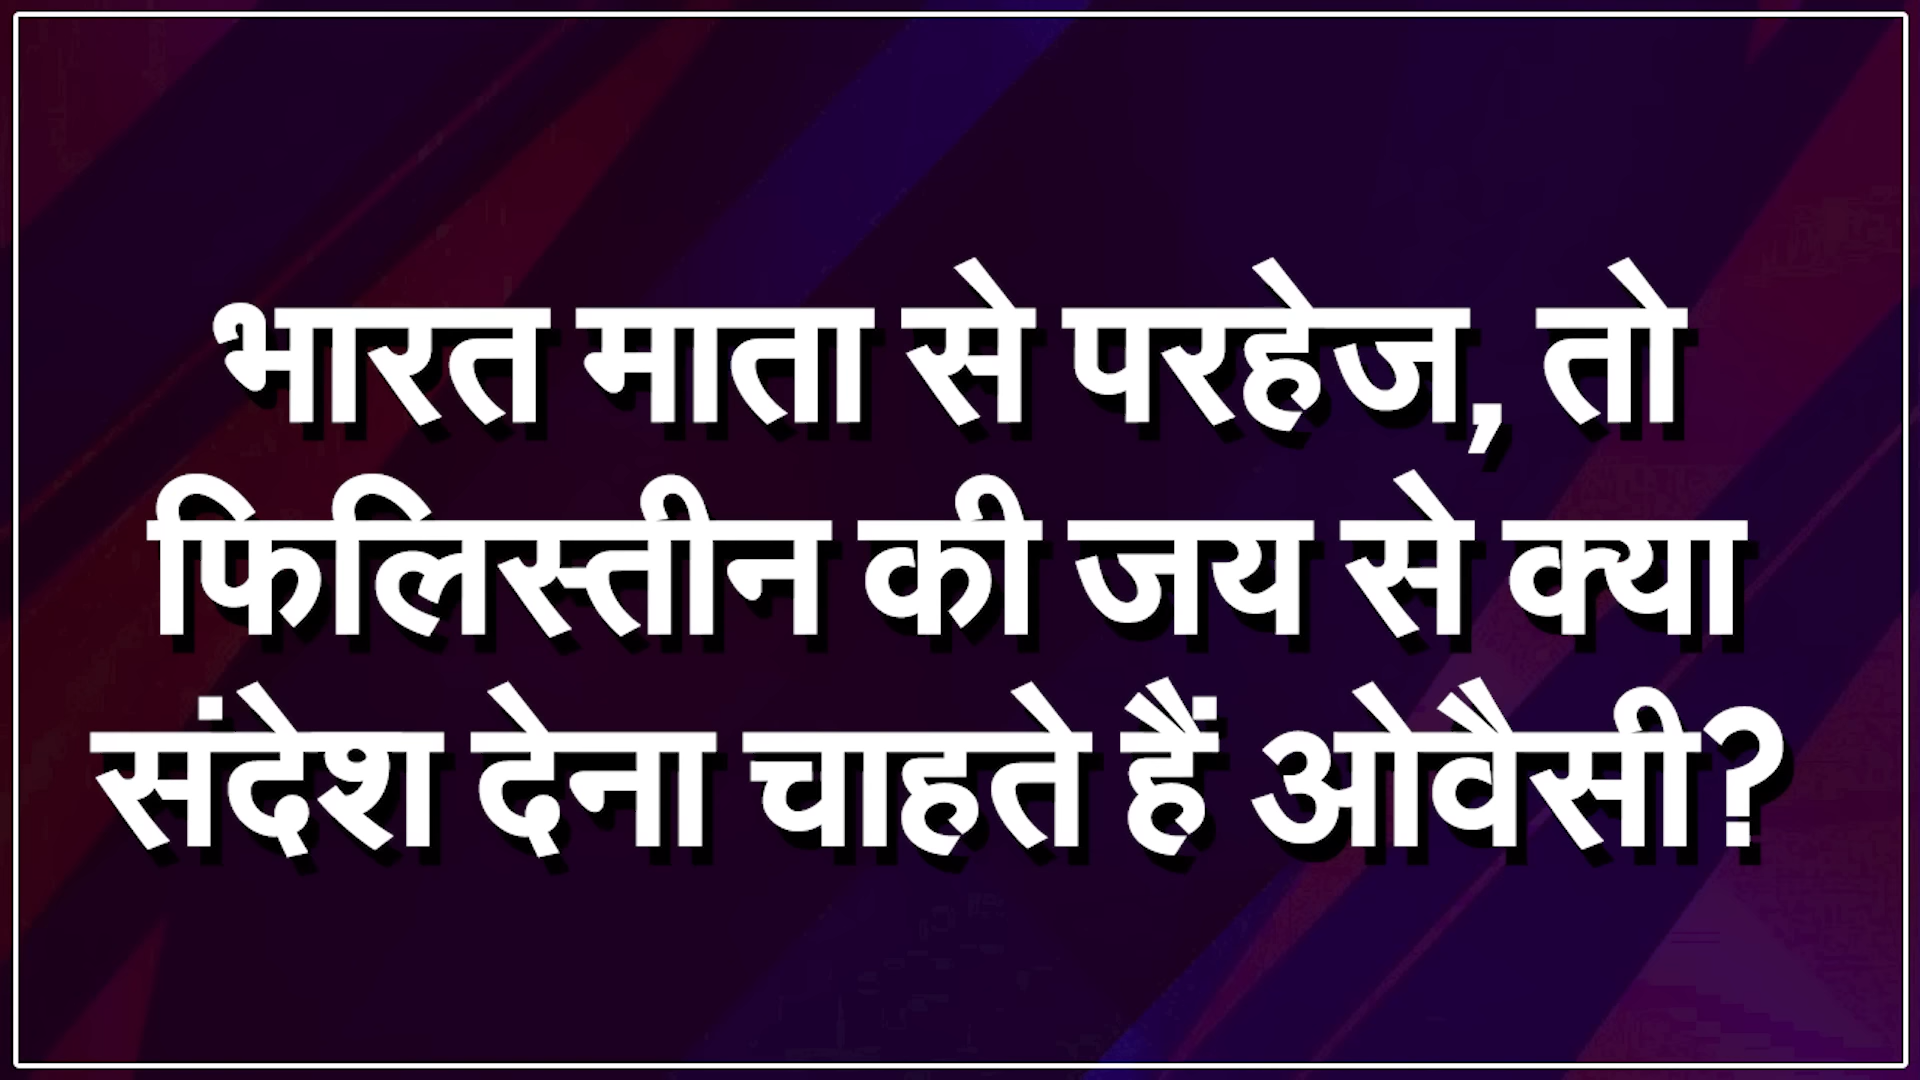 भारत माता से परहेज, तो
फिलिस्तीन की जय से क्या
संदेश देना चाहते हैं ओवैसी?